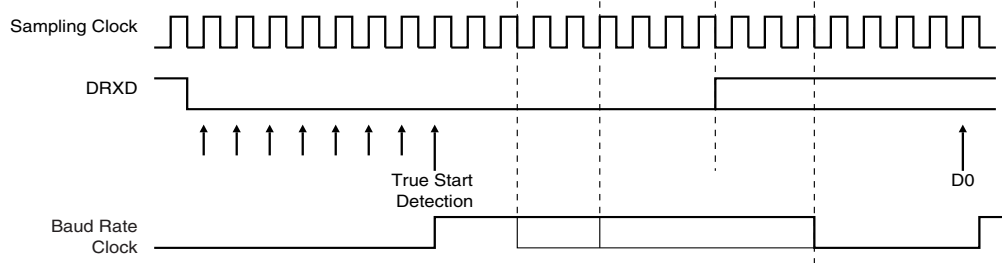 Sampling Clock
DRXD
True Start
Detection
D0
Baud Rate
Clock